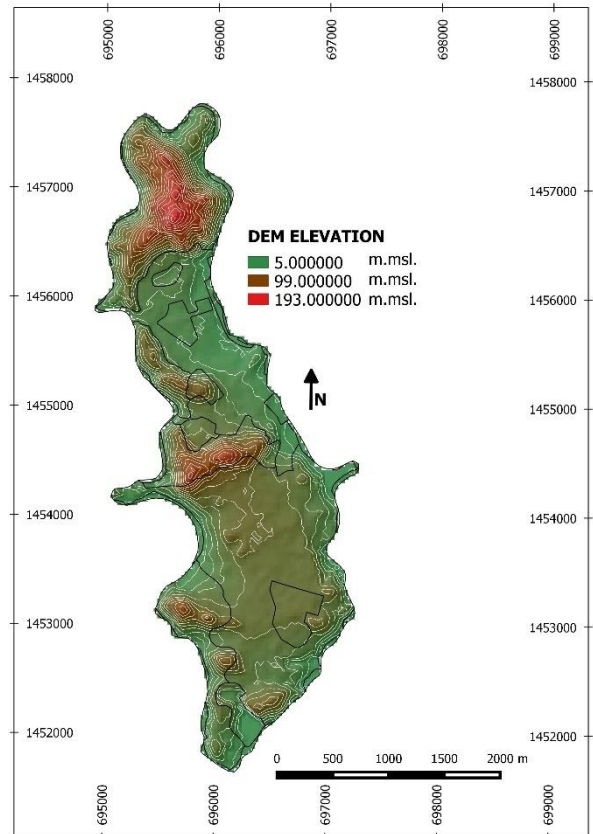 695000 696000 697000 698000 699000
1458000 1458000
1457000 1457000
DEM ELEVATION
5.000000 m.msl.
99.000000 m.msl.
193.000000 m.msl.
1456000 1456000
N
1455000 1455000
1454000 1454000
1453000 1453000
1452000 1452000
0 500 1000 1500 2000 m
695000 696000 697000 698000 699000